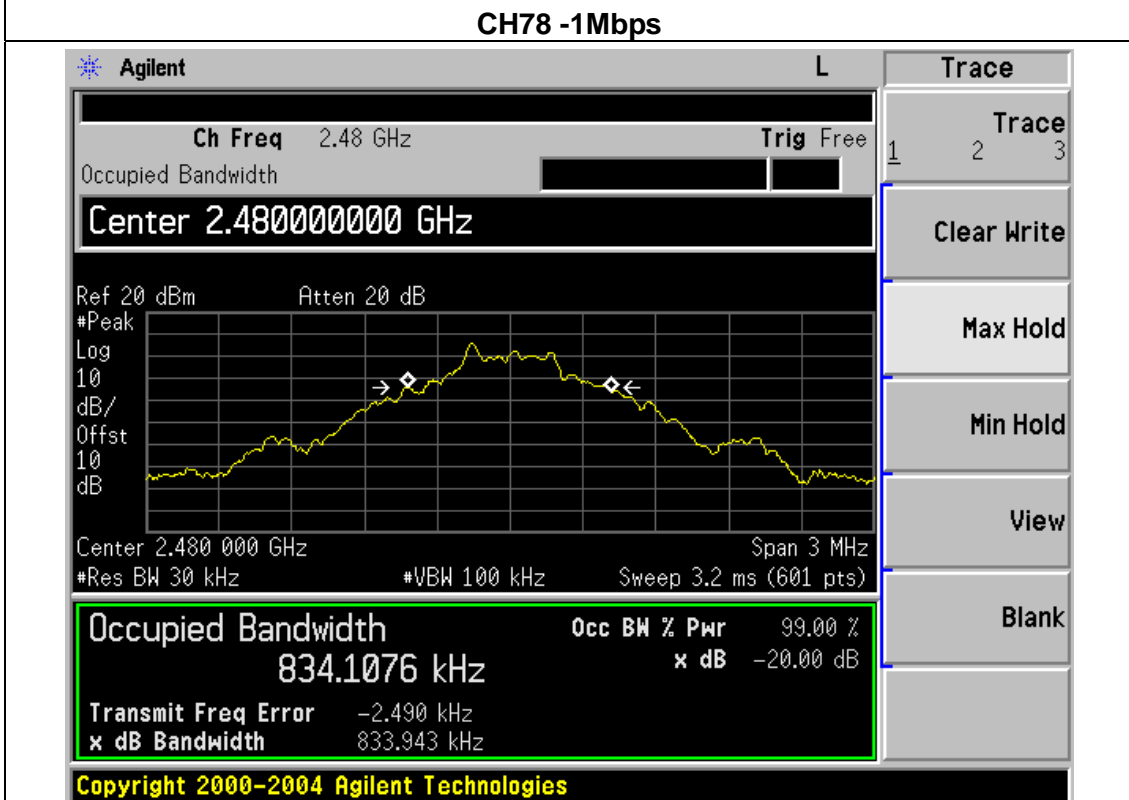 CH78 -1Mbps
Agilent L Trace
Ch Freq 2.48 GHz Trig Free
Occupied Bandwidth
Trace
1 2 3
Center 2.480000000 GHz
Clear Write
Ref 20 dBm Atten 20 dB
#Peak
Log
10
dB/
Offst
10
dB
Max Hold
Min Hold
View
Center 2.480 000 GHz Span 3 MHz
#Res BW 30 kHz #VBW 100 kHz Sweep 3.2 ms (601 pts)
Blank
Occupied Bandwidth Occ BW % Pwr 99.00 %
834.1076 kHz x dB -20.00 dB
Transmit Freq Error -2.490 kHz
x dB Bandwidth 833.943 kHz
Copyright 2000-2004 Agilent Technologies